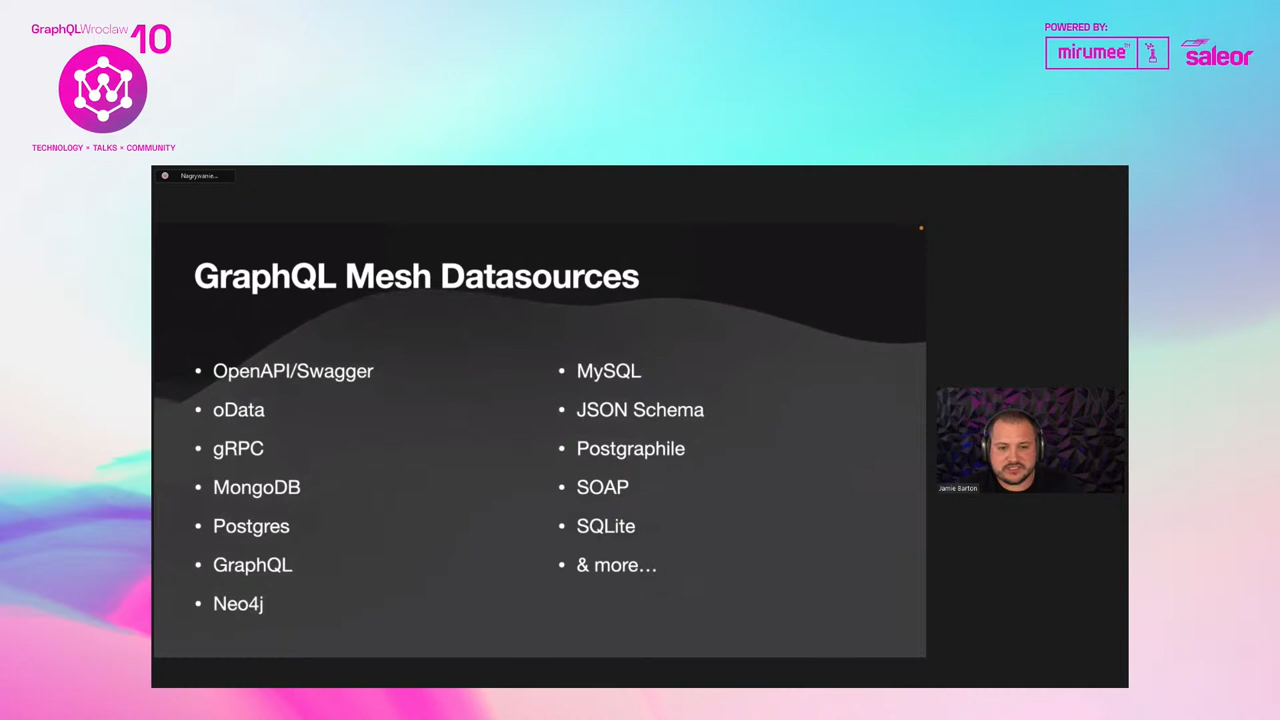 GraphQLWroclaw 10
TECHNOLOGY × TALKS × COMMUNITY
POWERED BY:
mirumee
saleor
Nagrywanie...
GraphQL Mesh Datasources
• OpenAPI/Swagger
• oData
• gRPC
• MongoDB
• Postgres
• GraphQL
• Neo4j
• MySQL
• JSON Schema
• Postgraphile
• SOAP
• SQLite
• & more…
Jamie Barton